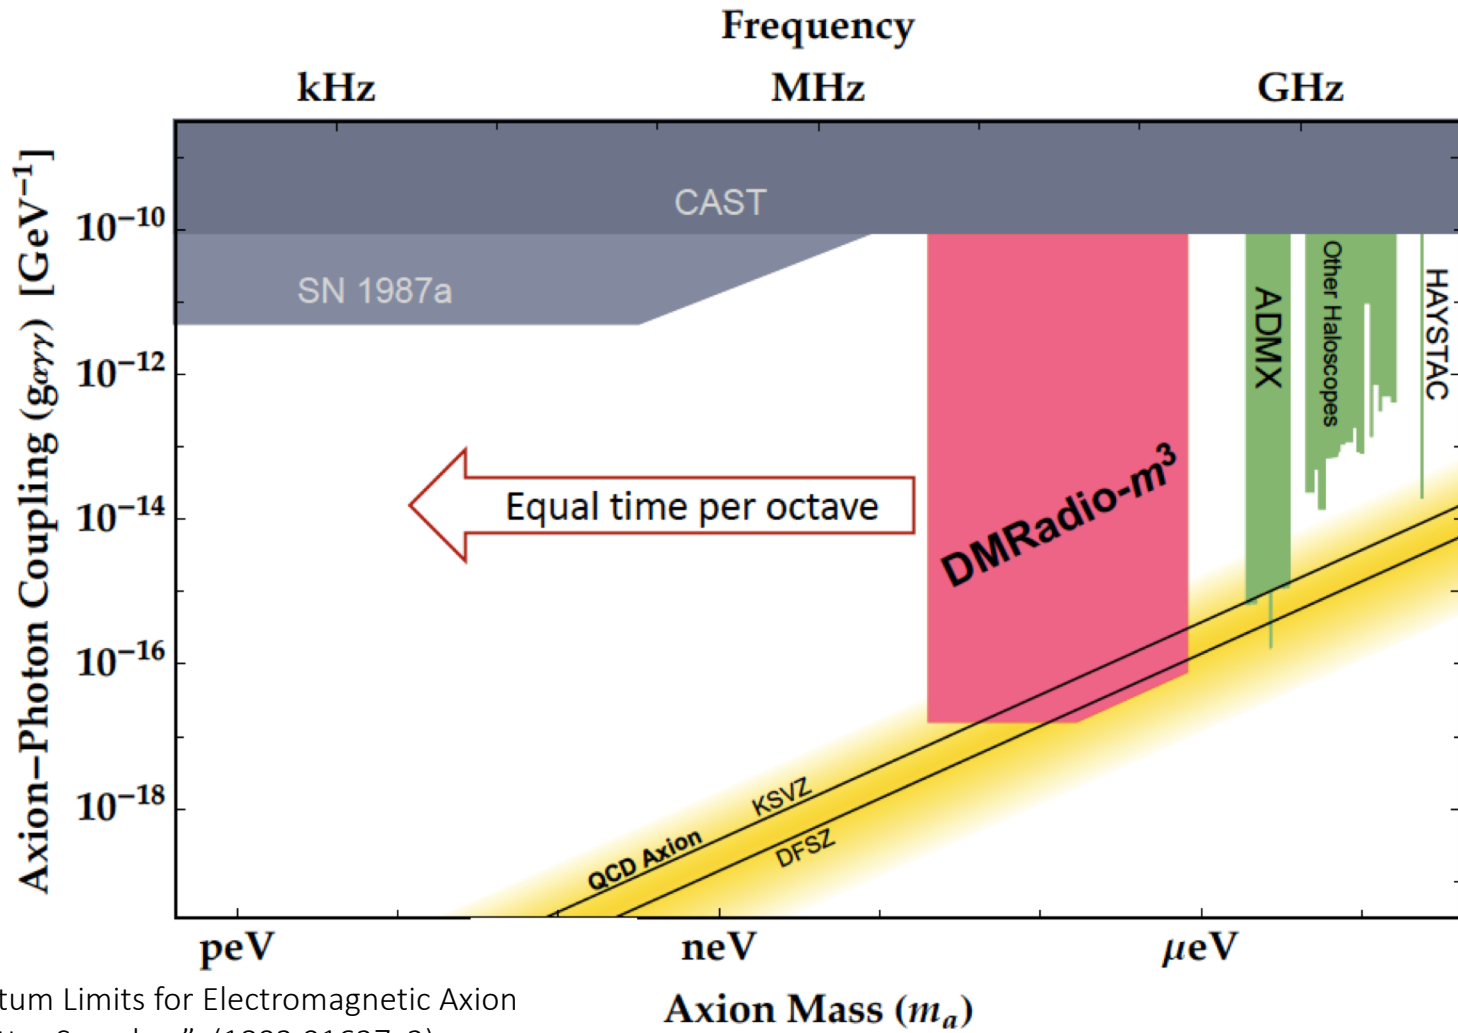 Frequency
kHz MHz GHz
Axion–Photon Coupling (gaγγ) [GeV⁻¹]
10⁻¹⁰
10⁻¹²
10⁻¹⁴
10⁻¹⁶
10⁻¹⁸
CAST
SN 1987a
Equal time per octave
DMRadio-m³
ADMX
Other Haloscopes
HAYSTAC
KSVZ
QCD Axion
DFSZ
peV neV μeV
Axion Mass (mₐ)
tum Limits for Electromagnetic Axion